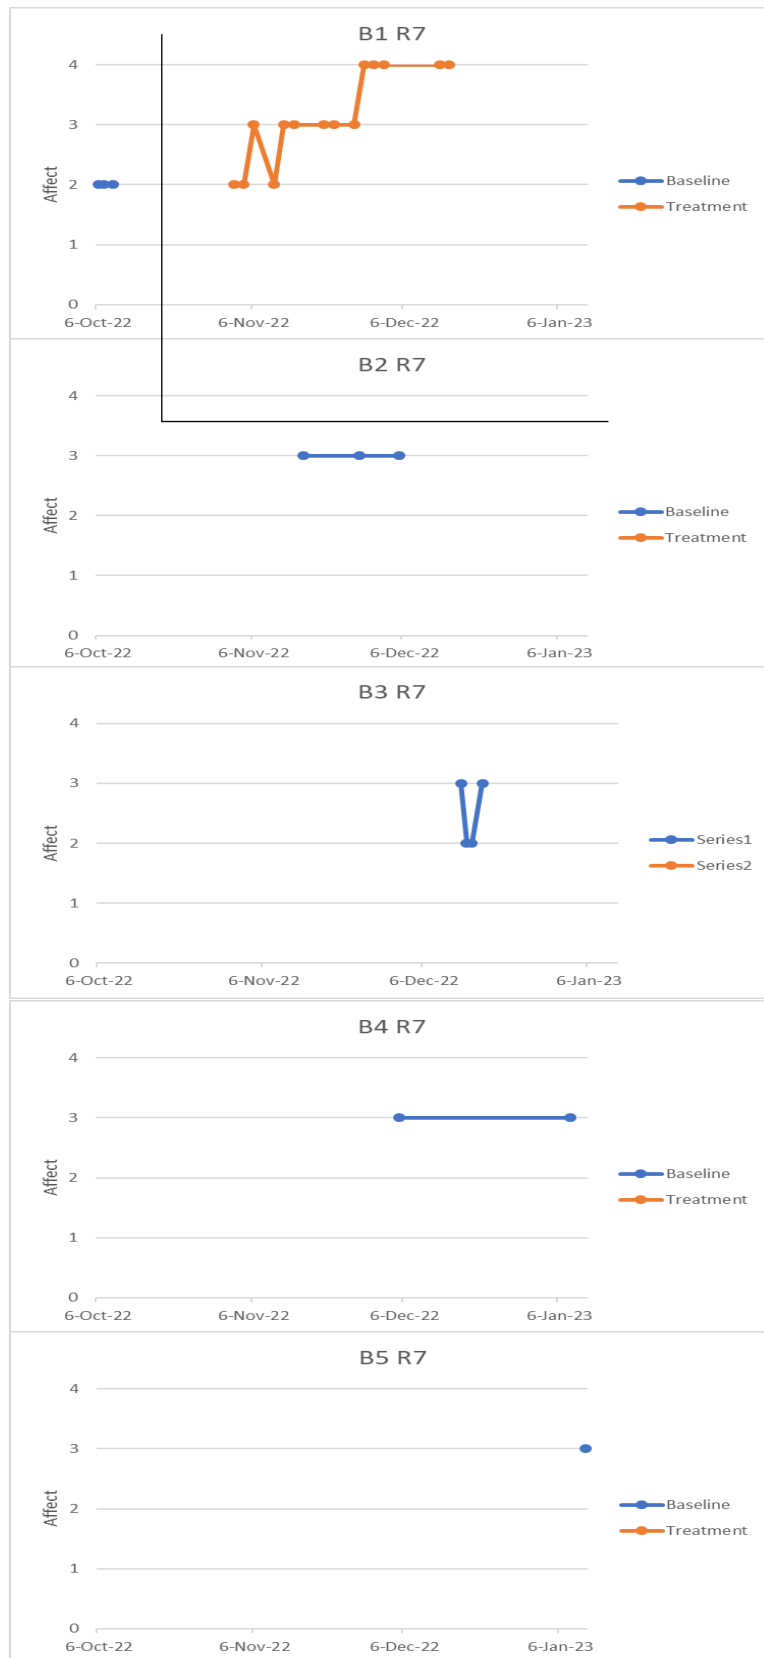 B1 R7
4
3
2
1
0
Affect
6-Oct-22 6-Nov-22 6-Dec-22 6-Jan-23
Baseline
Treatment
B2 R7
4
3
2
1
0
Affect
6-Oct-22 6-Nov-22 6-Dec-22 6-Jan-23
Baseline
Treatment
B3 R7
4
3
2
1
0
Affect
6-Oct-22 6-Nov-22 6-Dec-22 6-Jan-23
Series1
Series2
B4 R7
4
3
2
1
0
Affect
6-Oct-22 6-Nov-22 6-Dec-22 6-Jan-23
Baseline
Treatment
B5 R7
4
3
2
1
0
Affect
6-Oct-22 6-Nov-22 6-Dec-22 6-Jan-23
Baseline
Treatment